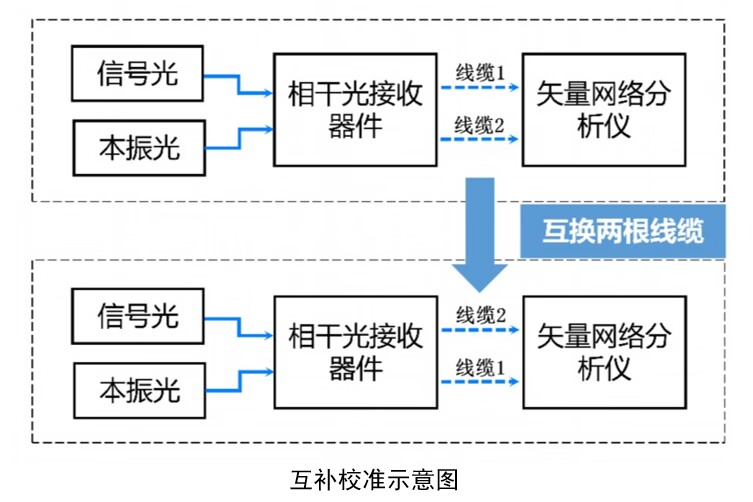 信号光
本振光
相干光接收
器件
线缆1
线缆2
矢量网络分
析仪
互换两根线缆
信号光
本振光
相干光接收
器件
线缆2
线缆1
矢量网络分
析仪
互补校准示意图